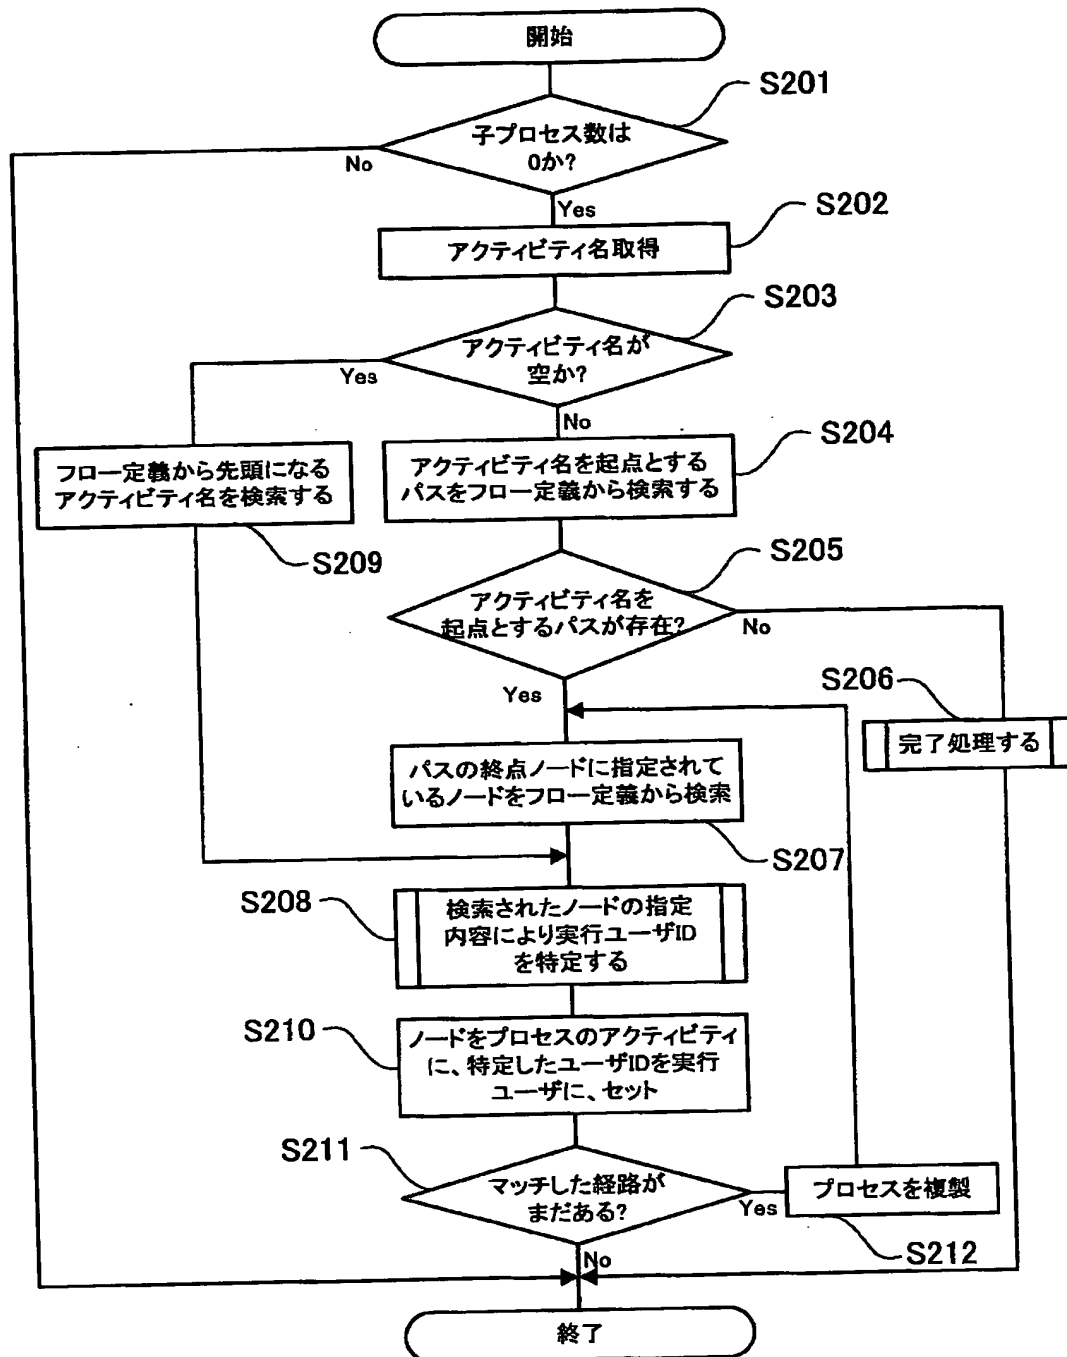 開始
S201
子プロセス数は
0か?
No
Yes
S202
アクティビティ名取得
S203
アクティビティ名が
空か?
Yes
No
S204
フロー定義から先頭になる
アクティビティ名を検索する
アクティビティ名を起点とする
パスをフロー定義から検索する
S209
S205
アクティビティ名を
起点とするパスが存在?
No
Yes
S206
完了処理する
パスの終点ノードに指定されて
いるノードをフロー定義から検索
S207
S208
検索されたノードの指定
内容により実行ユーザID
を特定する
S210
ノードをプロセスのアクティビティ
に、特定したユーザIDを実行
ユーザに、セット
S211
マッチした経路が
まだある?
Yes
プロセスを複製
S212
No
終了